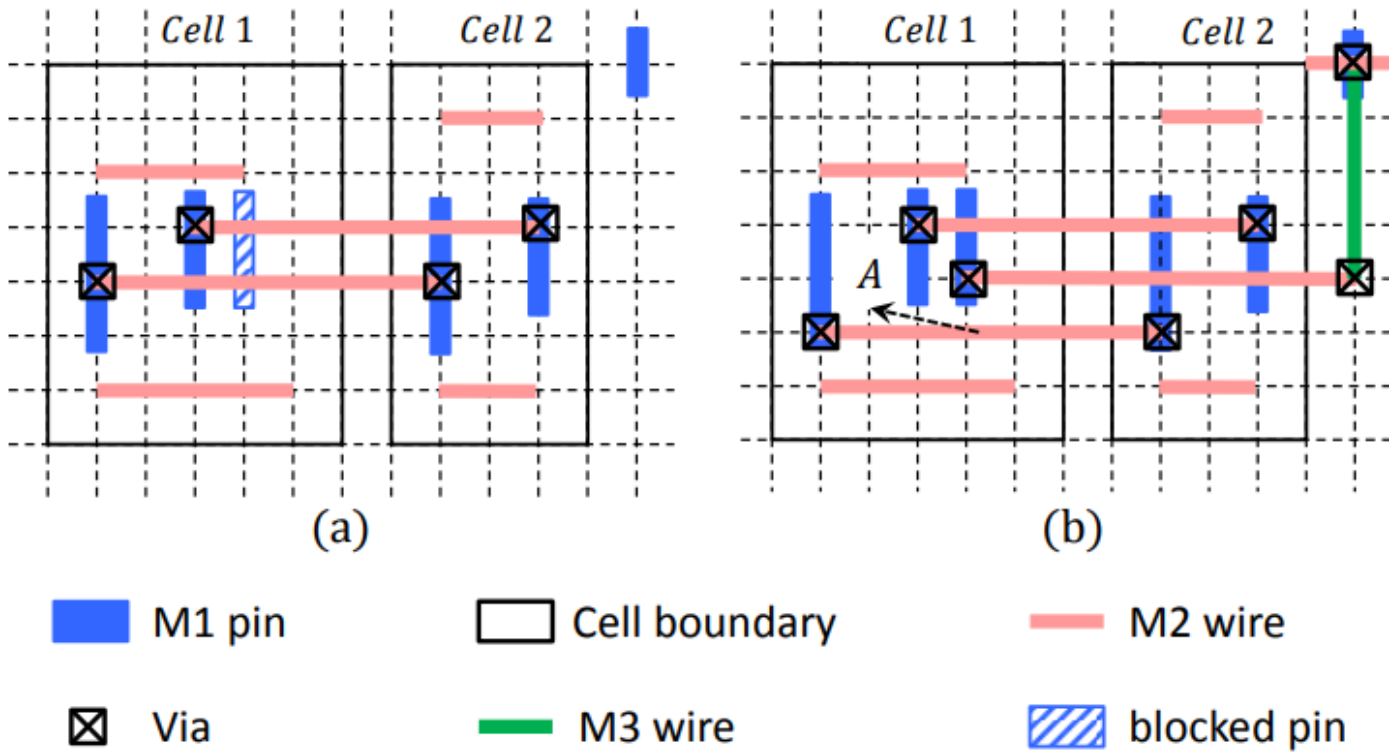 Cell 1 Cell 2 Cell 1 Cell 2
A
(a) (b)
M1 pin Cell boundary M2 wire
Via M3 wire blocked pin